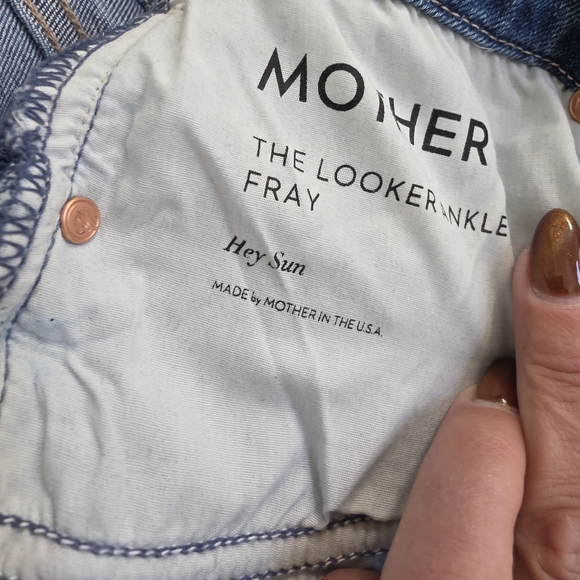 MOTHER
THE LOOKER ANKLE
FRAY
Hey Sun
MADE by MOTHER IN THE U.S.A.